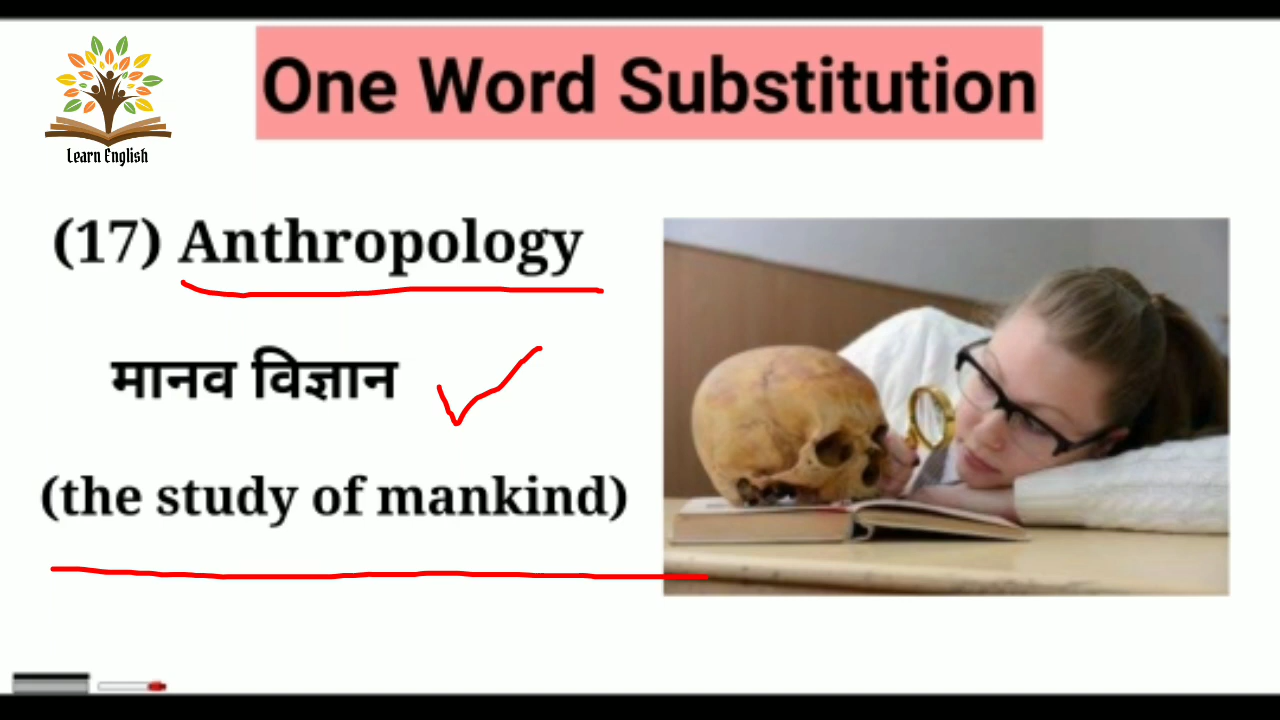 One Word Substitution
Learn English
(17) Anthropology
मानव विज्ञान
(the study of mankind)